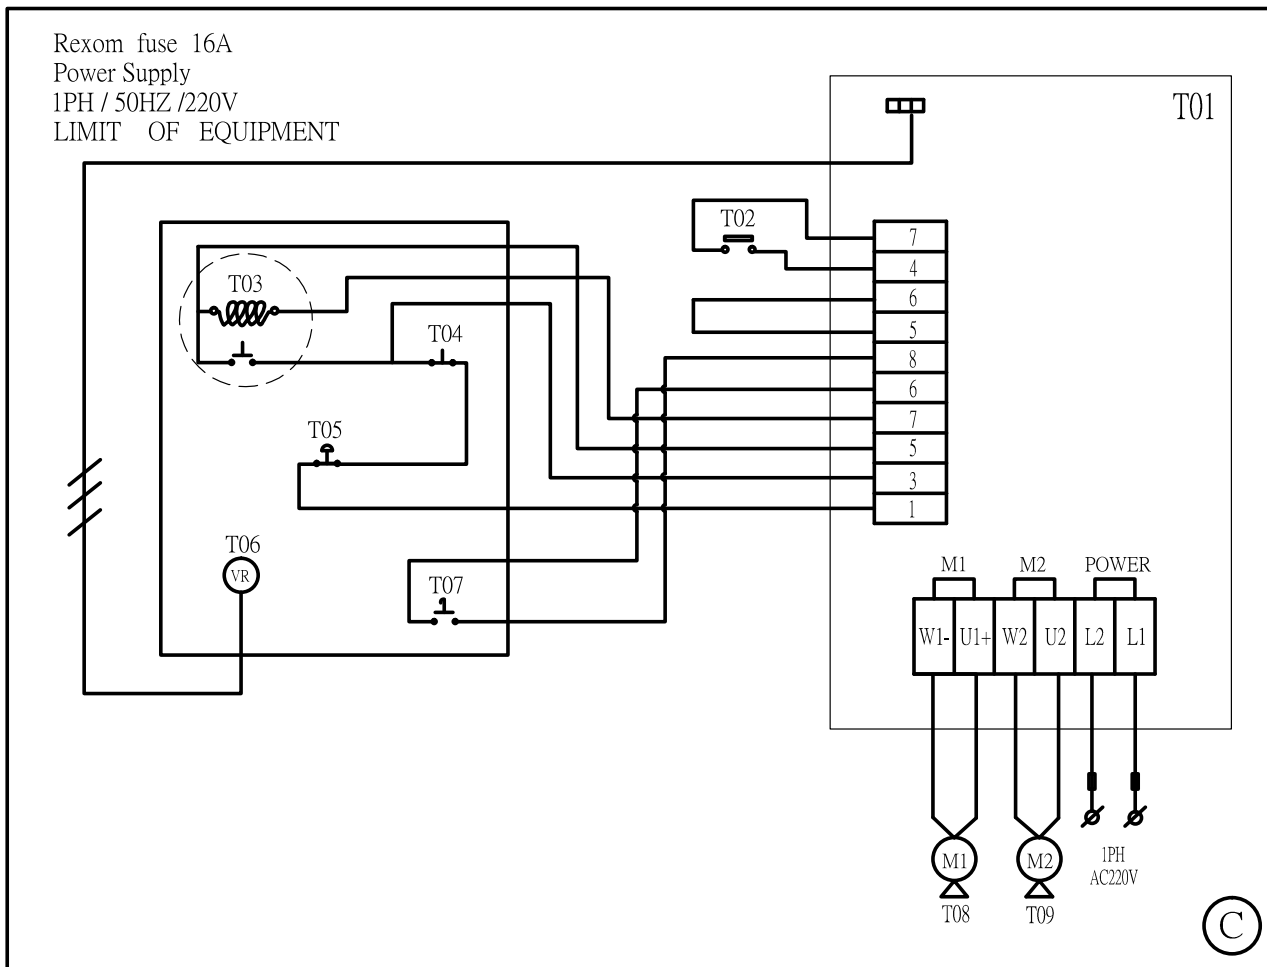 Rexom fuse 16A
Power Supply
1PH / 50HZ /220V
LIMIT OF EQUIPMENT
T01
T02
7
4
6
5
8
6
7
5
3
1
T03
T04
T05
T06
VR
T07
M1 M2 POWER
W1- U1+ W2 U2 L2 L1
M1 M2
T08 T09
1PH
AC220V
C